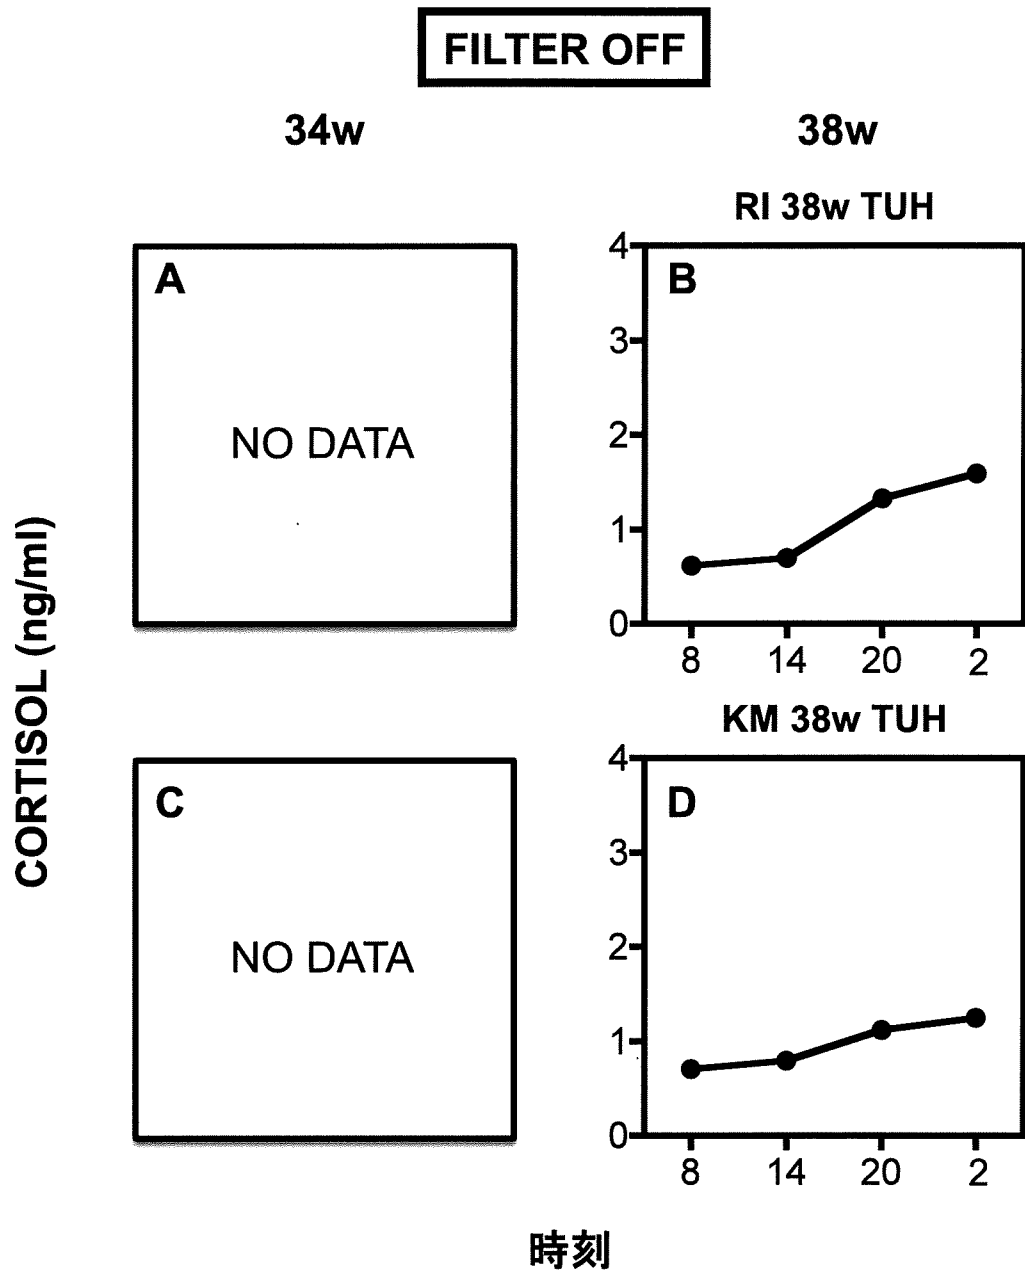 FILTER OFF
34w
38w
CORTISOL (ng/ml)
A
NO DATA
RI 38w TUH
B
4
3
2
1
0
8 14 20 2
C
NO DATA
KM 38w TUH
D
4
3
2
1
0
8 14 20 2
時刻